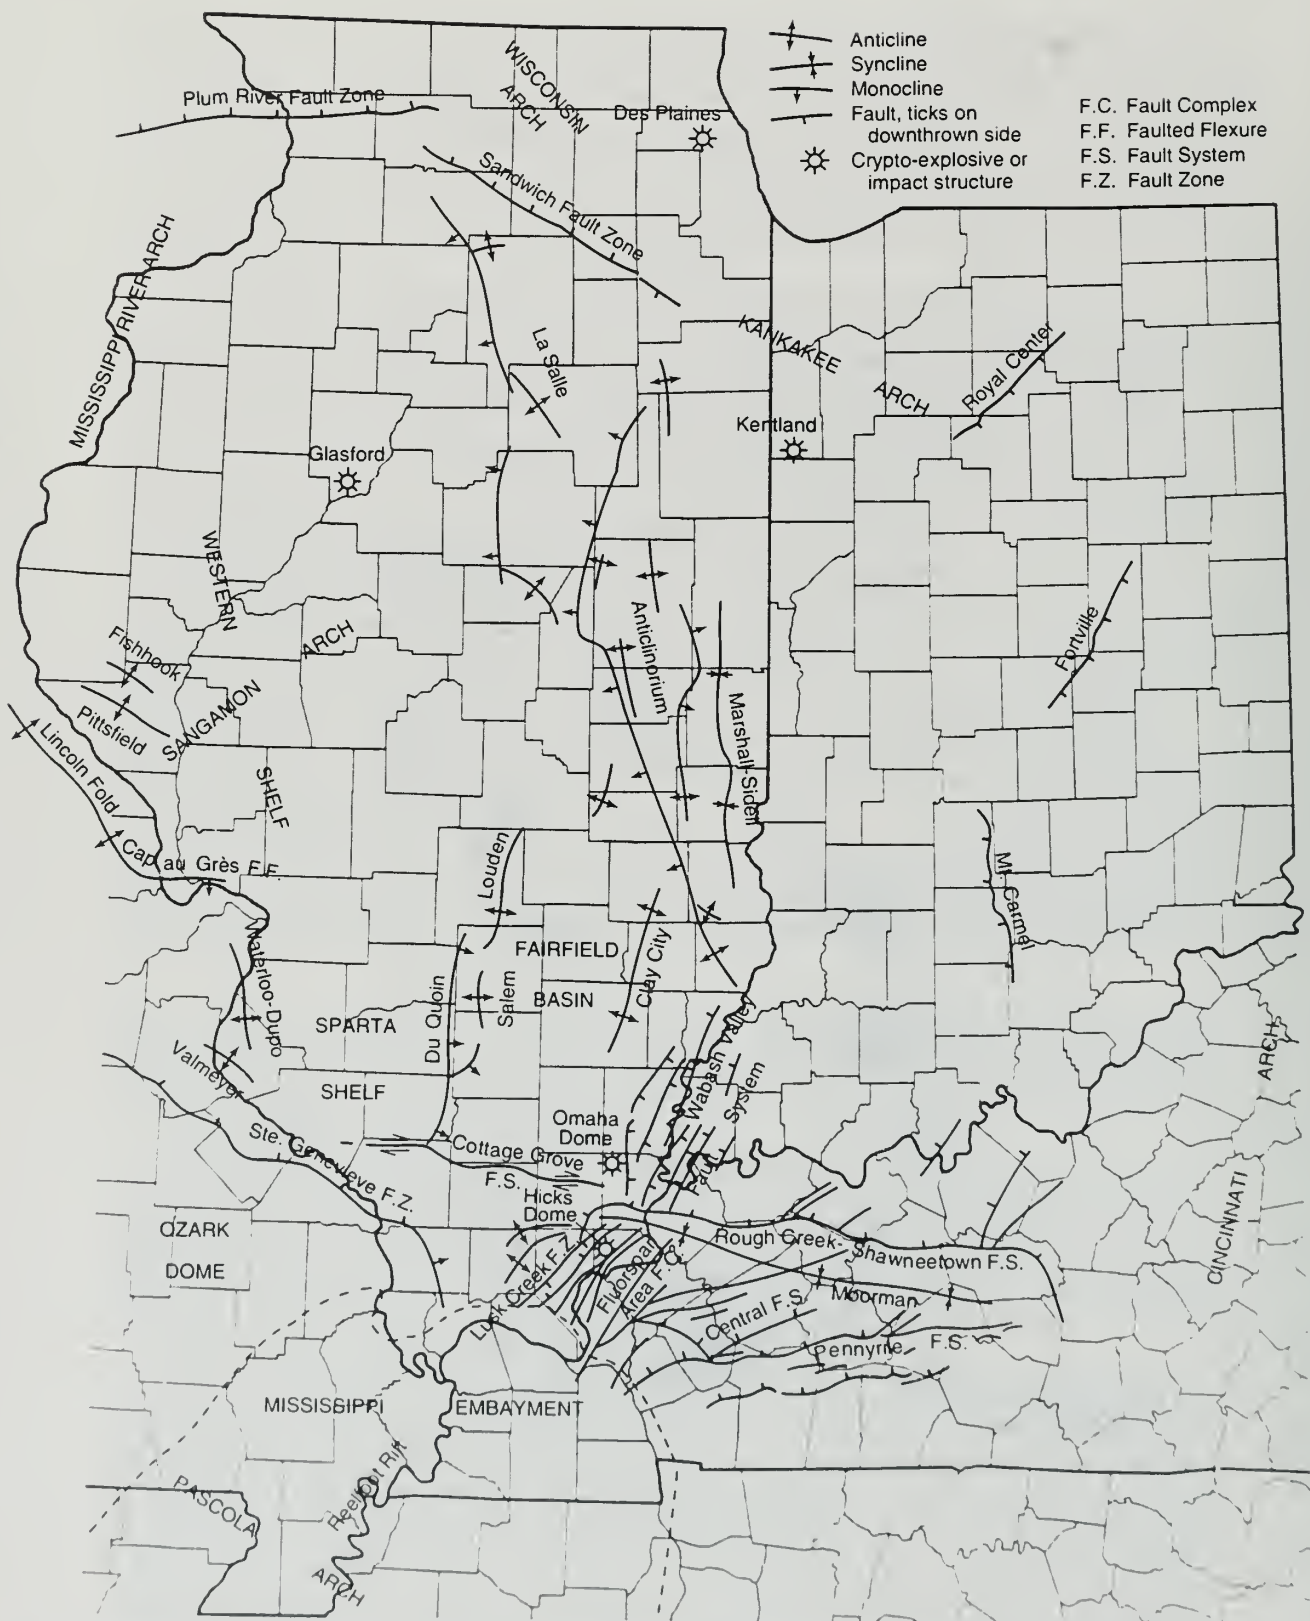 Anticline
Syncline
Monocline
Fault, ticks on
downthrown side
Crypto-explosive or
impact structure
F.C. Fault Complex
F.F. Faulted Flexure
F.S. Fault System
F.Z. Fault Zone
WISCONSIN
ARCH
Plum River Fault Zone
Des Plaines
Sandwich Fault Zone
MISSISSIPPI RIVER ARCH
KANKAKEE
ARCH
La Salle
Royal Center
Kentland
Glasford
WESTERN
Anticlinorium
Fortville
Fishhook
ARCH
SANGAMON
Pittsfield
Lincoln Fold
Marshall-Sidell
SHELF
Cap au Grès F.F.
Louden
Mt. Carmel
FAIRFIELD
BASIN
Clay City
Waterloo-Dupo
Du Quoin
Salem
SPARTA
SHELF
Valmeyer
Wabash Valley
Fault
System
ARCH
Omaha
Dome
Ste. Genevieve F.Z.
Cottage Grove
F.S.
Hicks
Dome
CINCINNATI
OZARK
DOME
Rough Creek-
Shawneetown F.S.
Lusk Creek F.Z.
Fluorspar
Area F.C.
Moorman
Central F.S.
Pennyrile
F.S.
MISSISSIPPI
EMBAYMENT
Reelfoot Rift
PASCOLA
ARCH